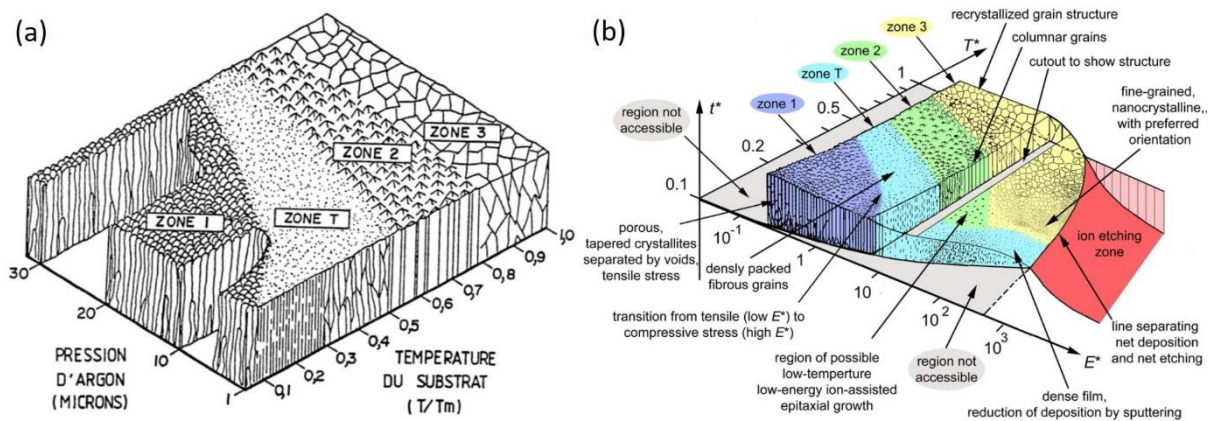 (a)
ZONE 3
ZONE 2
ZONE 1
ZONE T
30
20
10
1
PRESSION
D'ARGON
(MICRONS)
0,1
0,2
0,3
0,4
0,5
0,6
0,7
0,8
0,9
1,0
TEMPERATURE
DU SUBSTRAT
(T/Tm)
(b)
recrystallized grain structure
columnar grains
cutout to show structure
fine-grained,
nanocrystalline,,
with preferred
orientation
zone 3
zone 2
zone T
zone 1
T*
1
0.5
0.2
0.1
t*
region not
accessible
porous,
tapered crystallites
separated by voids,
tensile stress
densly packed
fibrous grains
transition from tensile (low E*) to
compressive stress (high E*)
region of possible
low-temperture
low-energy ion-assisted
epitaxial growth
region not
accessible
10-1
1
10
10²
10³
E*
ion etching
zone
line separating
net deposition
and net etching
dense film,
reduction of deposition by sputtering